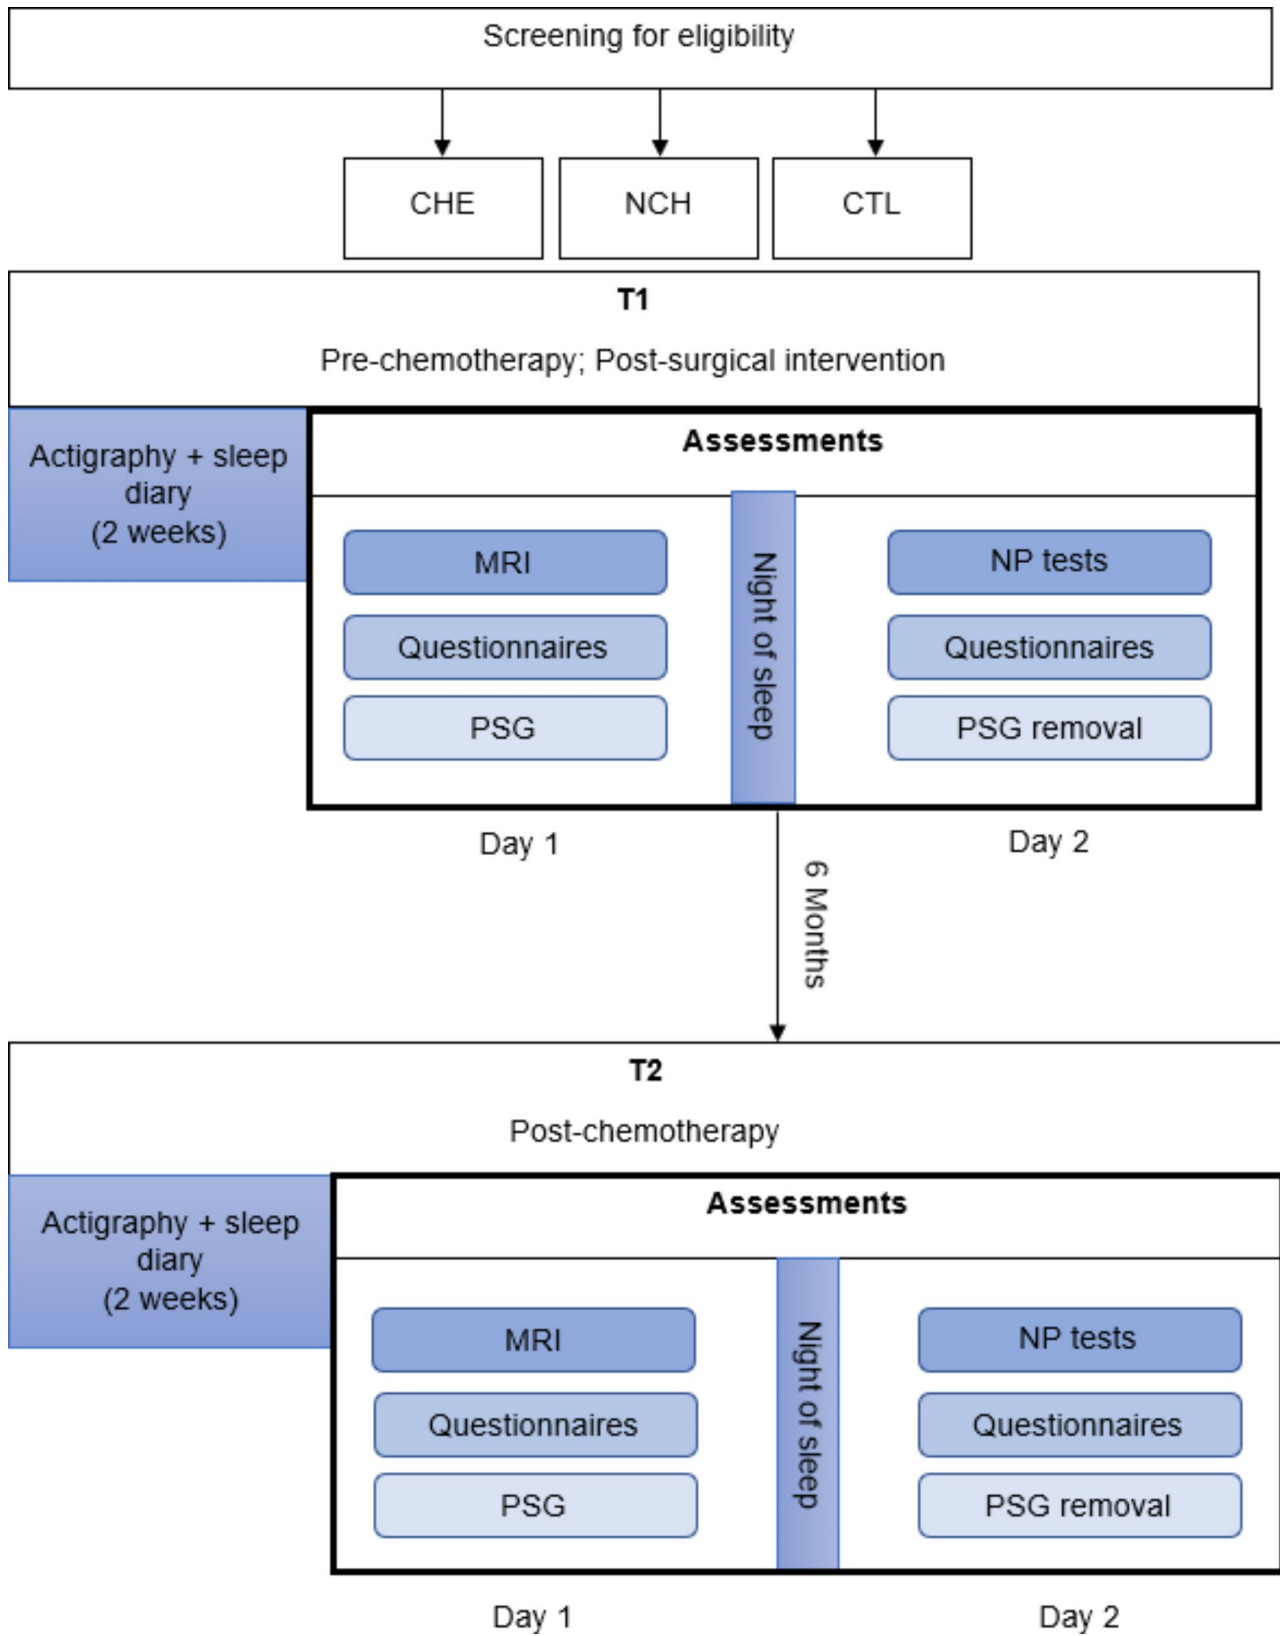 Screening for eligibility
CHE
NCH
CTL
T1
Pre-chemotherapy; Post-surgical intervention
Actigraphy + sleep
diary
(2 weeks)
Assessments
MRI
Questionnaires
PSG
Night of sleep
NP tests
Questionnaires
PSG removal
Day 1
Day 2
6 Months
T2
Post-chemotherapy
Actigraphy + sleep
diary
(2 weeks)
Assessments
MRI
Questionnaires
PSG
Night of sleep
NP tests
Questionnaires
PSG removal
Day 1
Day 2